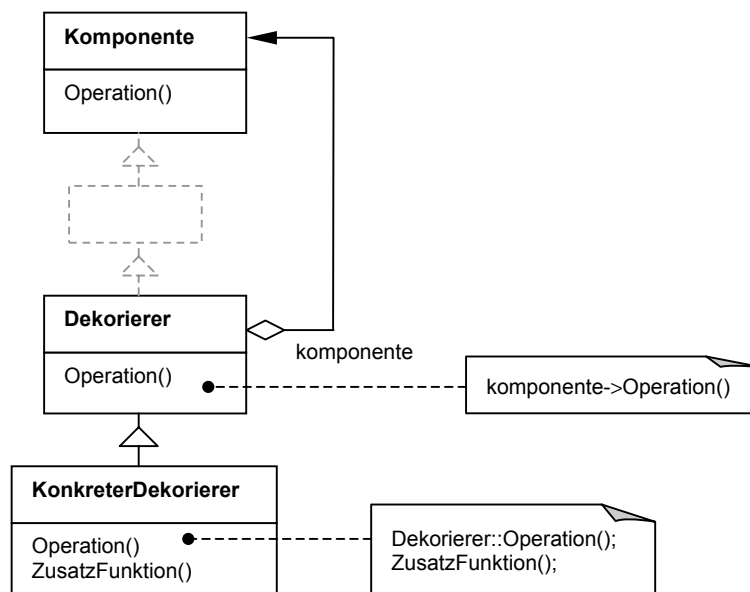 Komponente
Operation()
Dekorierer
Operation()
komponente
komponente->Operation()
KonkreterDekorierer
Operation()
ZusatzFunktion()
Dekorierer::Operation();
ZusatzFunktion();